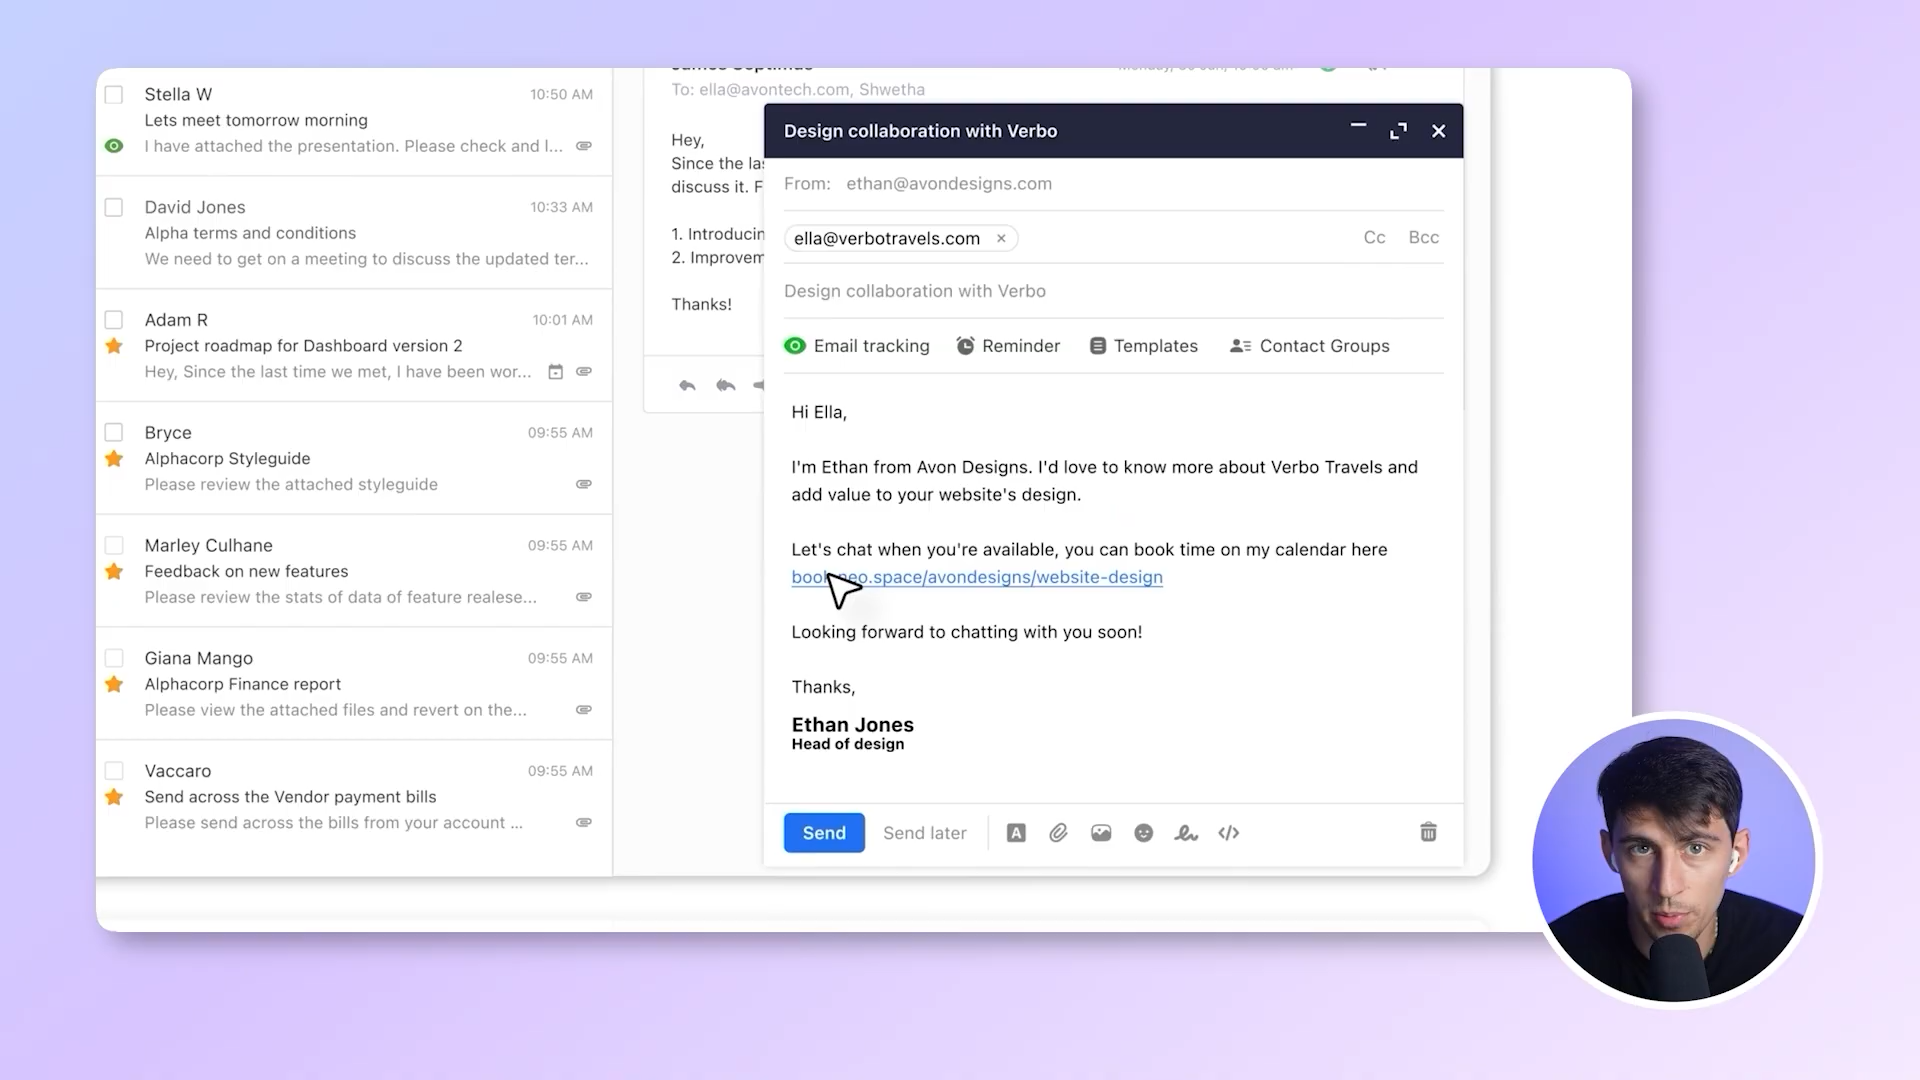 Stella W 10:50 AM
Lets meet tomorrow morning
I have attached the presentation. Please check and l...
David Jones 10:33 AM
Alpha terms and conditions
We need to get on a meeting to discuss the updated ter...
Adam R 10:01 AM
Project roadmap for Dashboard version 2
Hey, Since the last time we met, I have been wor...
Bryce 09:55 AM
Alphacorp Styleguide
Please review the attached styleguide
Marley Culhane 09:55 AM
Feedback on new features
Please review the stats of data of feature realese...
Giana Mango 09:55 AM
Alphacorp Finance report
Please view the attached files and revert on the...
Vaccaro 09:55 AM
Send across the Vendor payment bills
Please send across the bills from your account ...
To: ella@avontech.com, Shwetha
Hey,
Since the las
discuss it. F
1. Introducin
2. Improvem
Thanks!
Design collaboration with Verbo
From: ethan@avondesigns.com
ella@verbotravels.com Cc Bcc
Design collaboration with Verbo
Email tracking Reminder Templates Contact Groups
Hi Ella,
I'm Ethan from Avon Designs. I'd love to know more about Verbo Travels and
add value to your website's design.
Let's chat when you're available, you can book time on my calendar here
book.neo.space/avondesigns/website-design
Looking forward to chatting with you soon!
Thanks,
Ethan Jones
Head of design
Send Send later